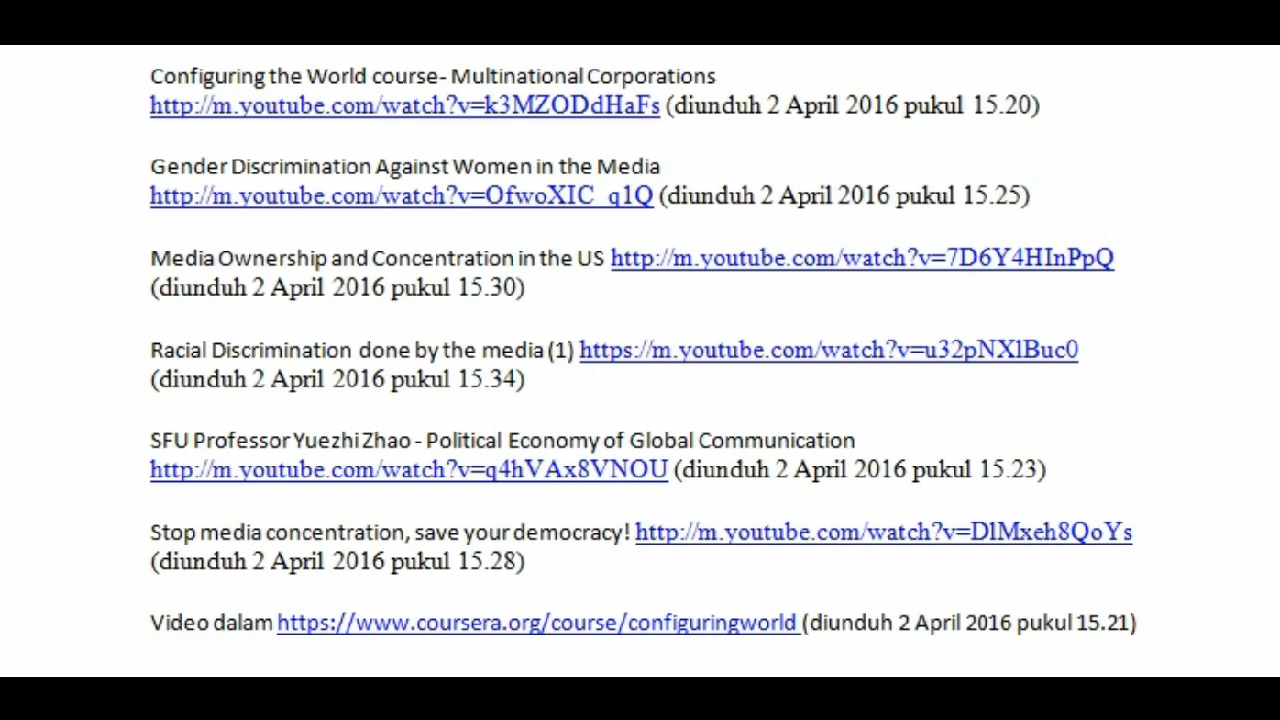 Configuring the World course- Multinational Corporations
http://m.youtube.com/watch?v=k3MZODdHaFs (diunduh 2 April 2016 pukul 15.20)
Gender Discrimination Against Women in the Media
http://m.youtube.com/watch?v=OfwoXIC_q1Q (diunduh 2 April 2016 pukul 15.25)
Media Ownership and Concentration in the US http://m.youtube.com/watch?v=7D6Y4HInPpQ
(diunduh 2 April 2016 pukul 15.30)
Racial Discrimination done by the media (1) https://m.youtube.com/watch?v=u32pNXlBuc0
(diunduh 2 April 2016 pukul 15.34)
SFU Professor Yuezhi Zhao - Political Economy of Global Communication
http://m.youtube.com/watch?v=q4hVAx8VNOU (diunduh 2 April 2016 pukul 15.23)
Stop media concentration, save your democracy! http://m.youtube.com/watch?v=DlMxeh8QoYs
(diunduh 2 April 2016 pukul 15.28)
Video dalam https://www.coursera.org/course/configuringworld (diunduh 2 April 2016 pukul 15.21)